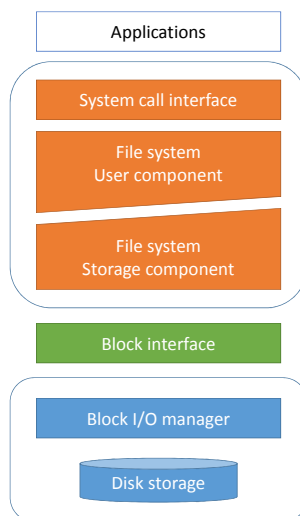 Applications
System call interface
File system
User component
File system
Storage component
Block interface
Block I/O manager
Disk storage